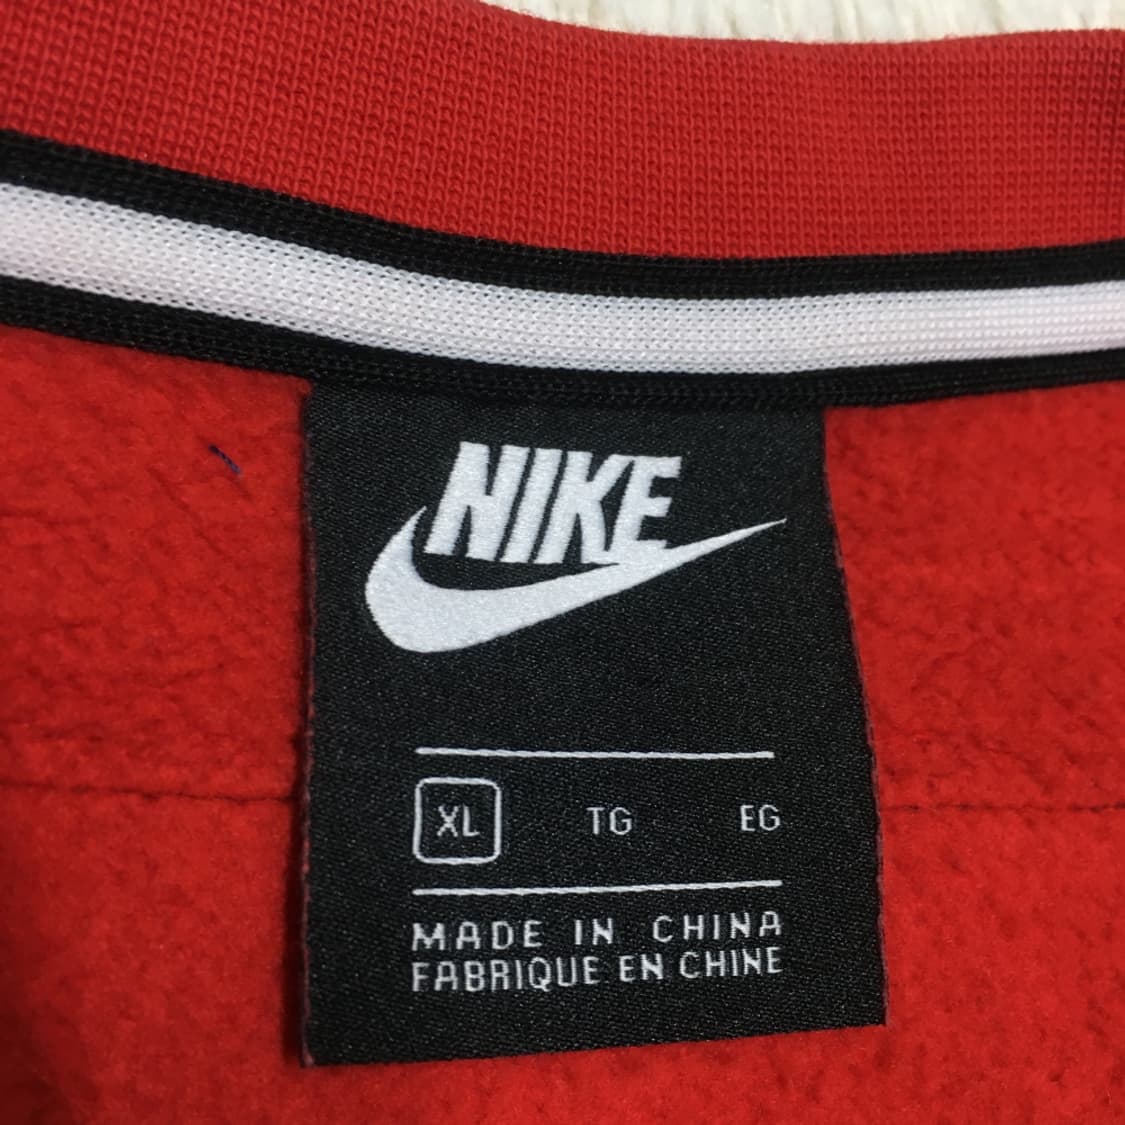 NIKE
XL TG EG
MADE IN CHINA
FABRIQUE EN CHINE